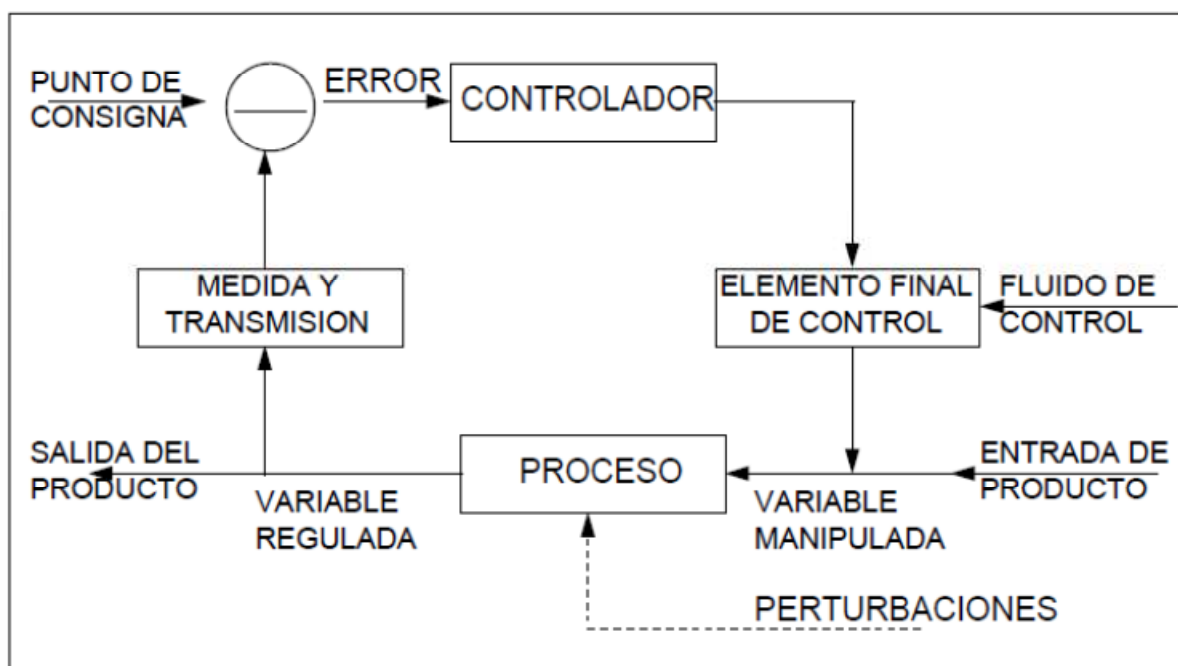 PUNTO DE
CONSIGNA
ERROR
CONTROLADOR
MEDIDA Y
TRANSMISION
ELEMENTO FINAL
DE CONTROL
FLUIDO DE
CONTROL
SALIDA DEL
PRODUCTO
VARIABLE
REGULADA
PROCESO
VARIABLE
MANIPULADA
ENTRADA DE
PRODUCTO
PERTURBACIONES